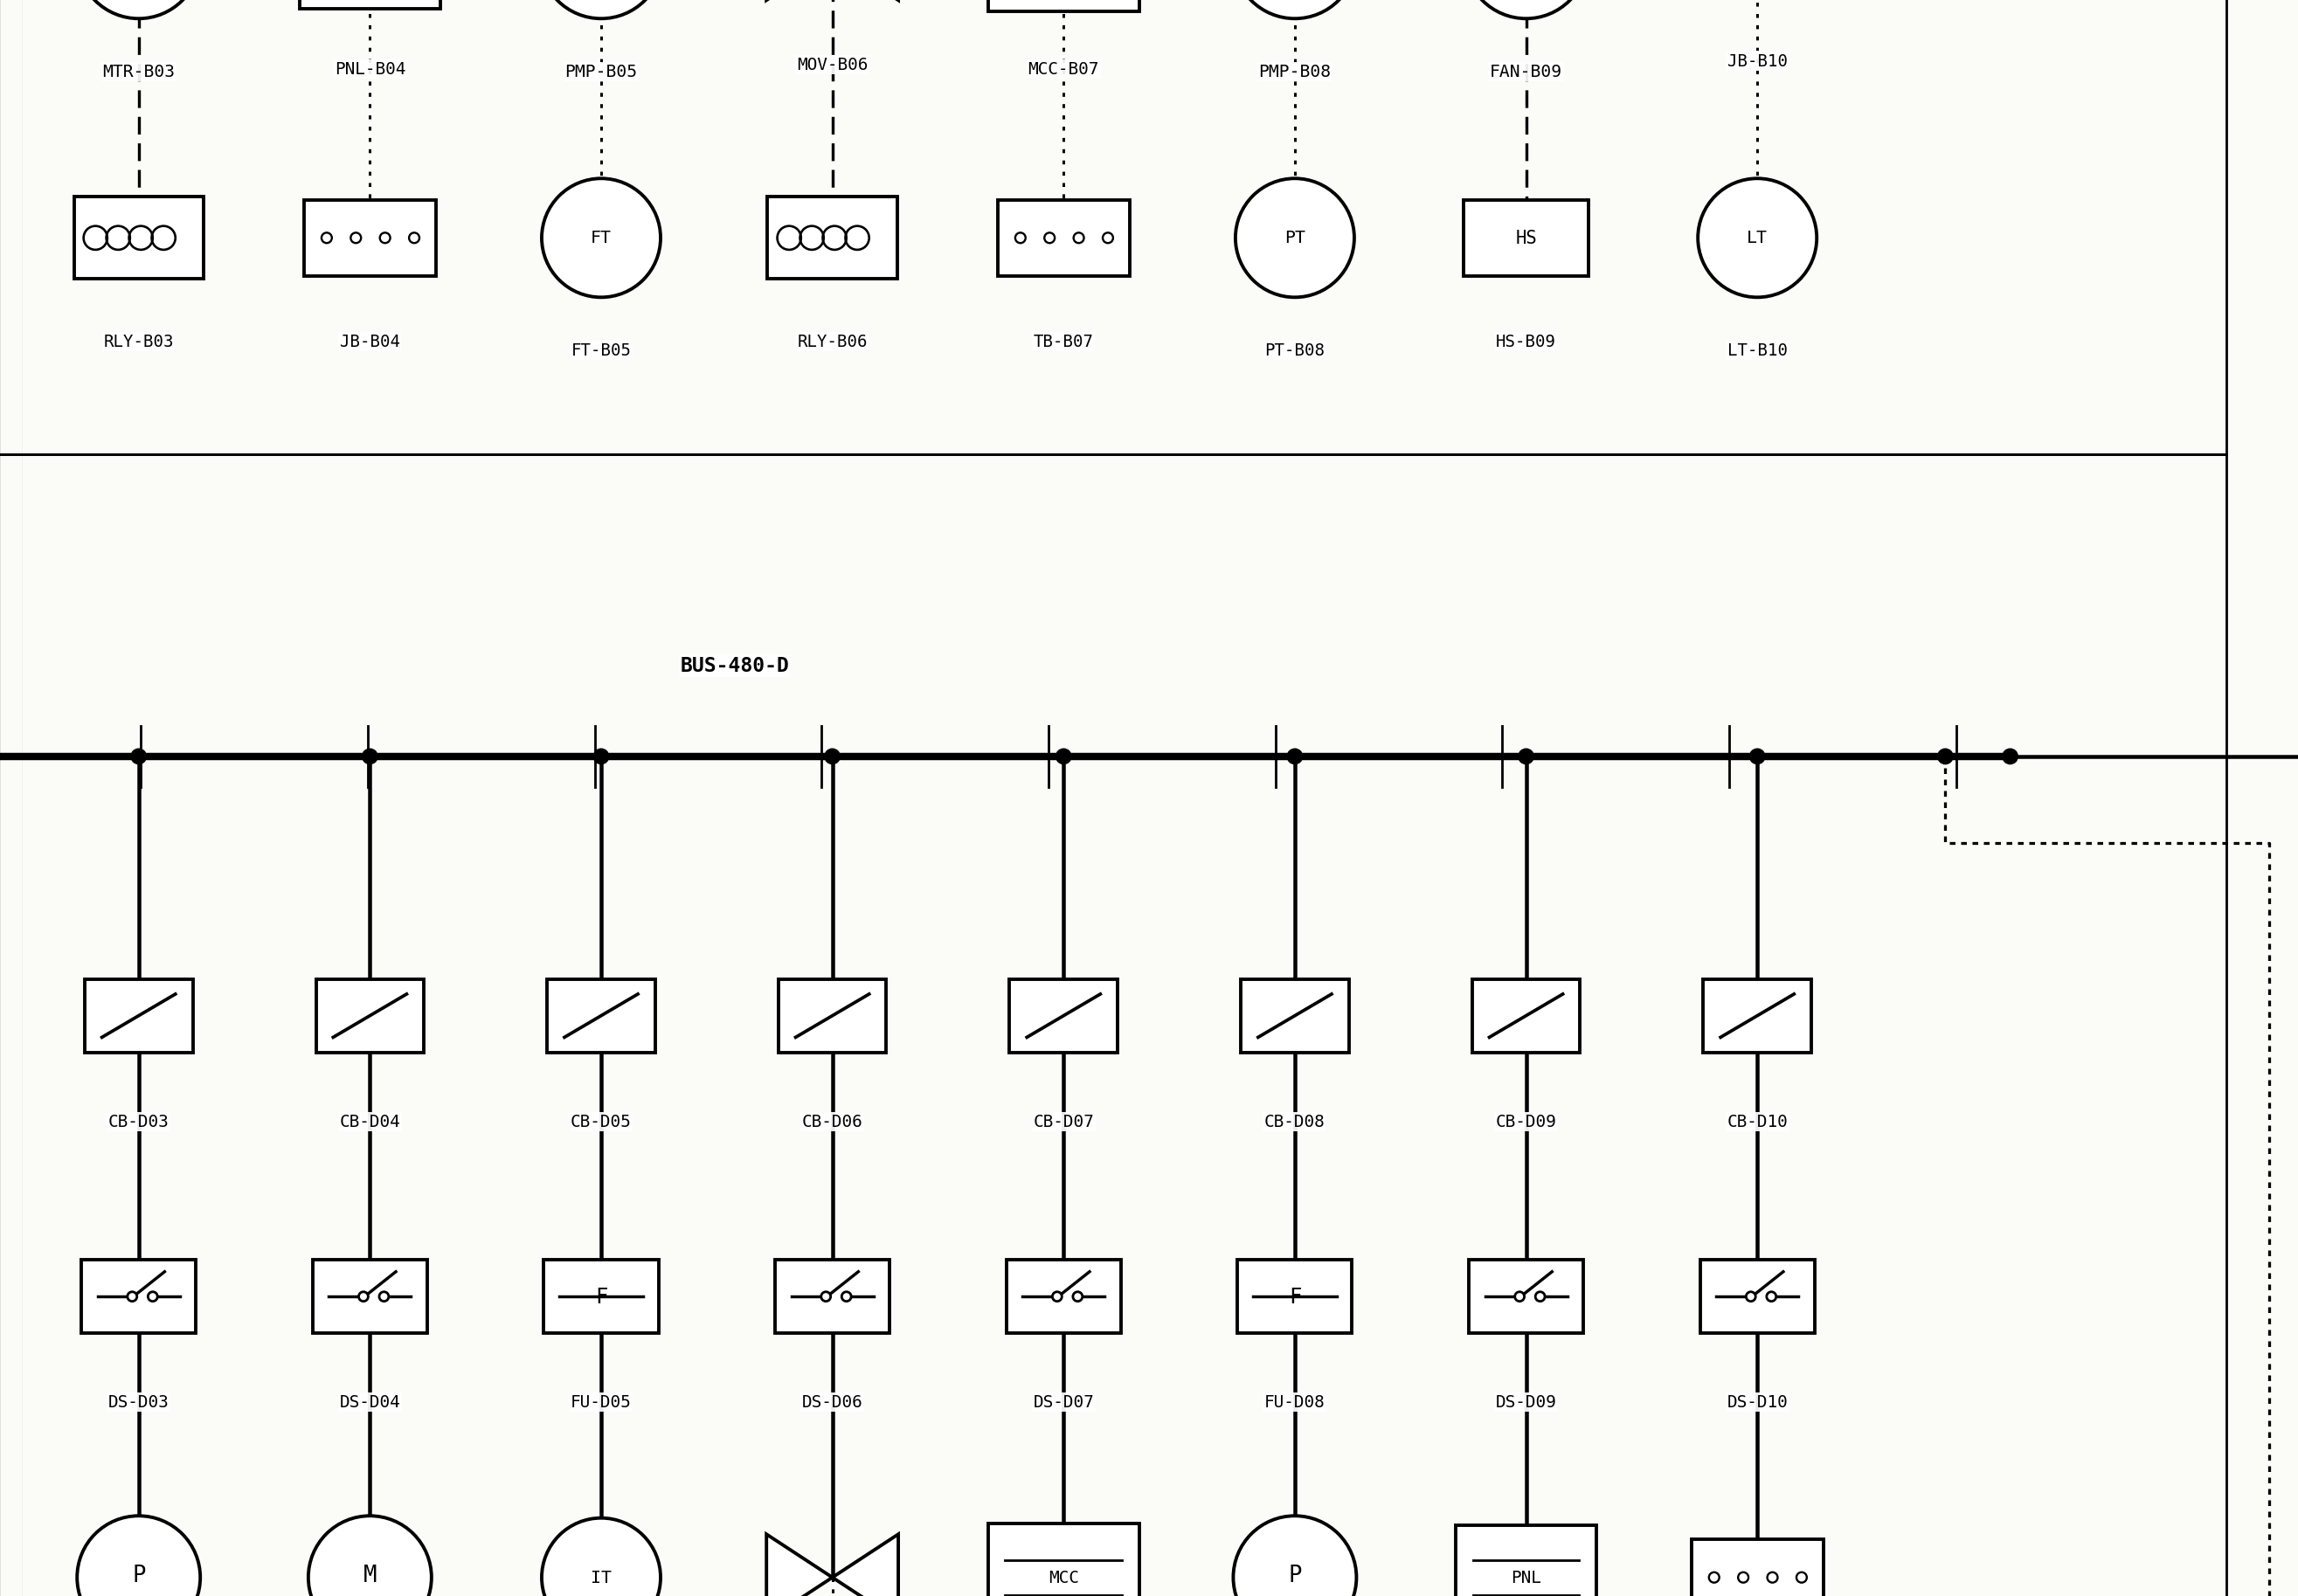 MTR-B03 PNL-B04 PMP-B05 MOV-B06 MCC-B07 PMP-B08 FAN-B09 JB-B10
FT PT HS LT
RLY-B03 JB-B04 FT-B05 RLY-B06 TB-B07 PT-B08 HS-B09 LT-B10
BUS-480-D
CB-D03 CB-D04 CB-D05 CB-D06 CB-D07 CB-D08 CB-D09 CB-D10
F F
DS-D03 DS-D04 FU-D05 DS-D06 DS-D07 FU-D08 DS-D09 DS-D10
P M IT MCC P PNL